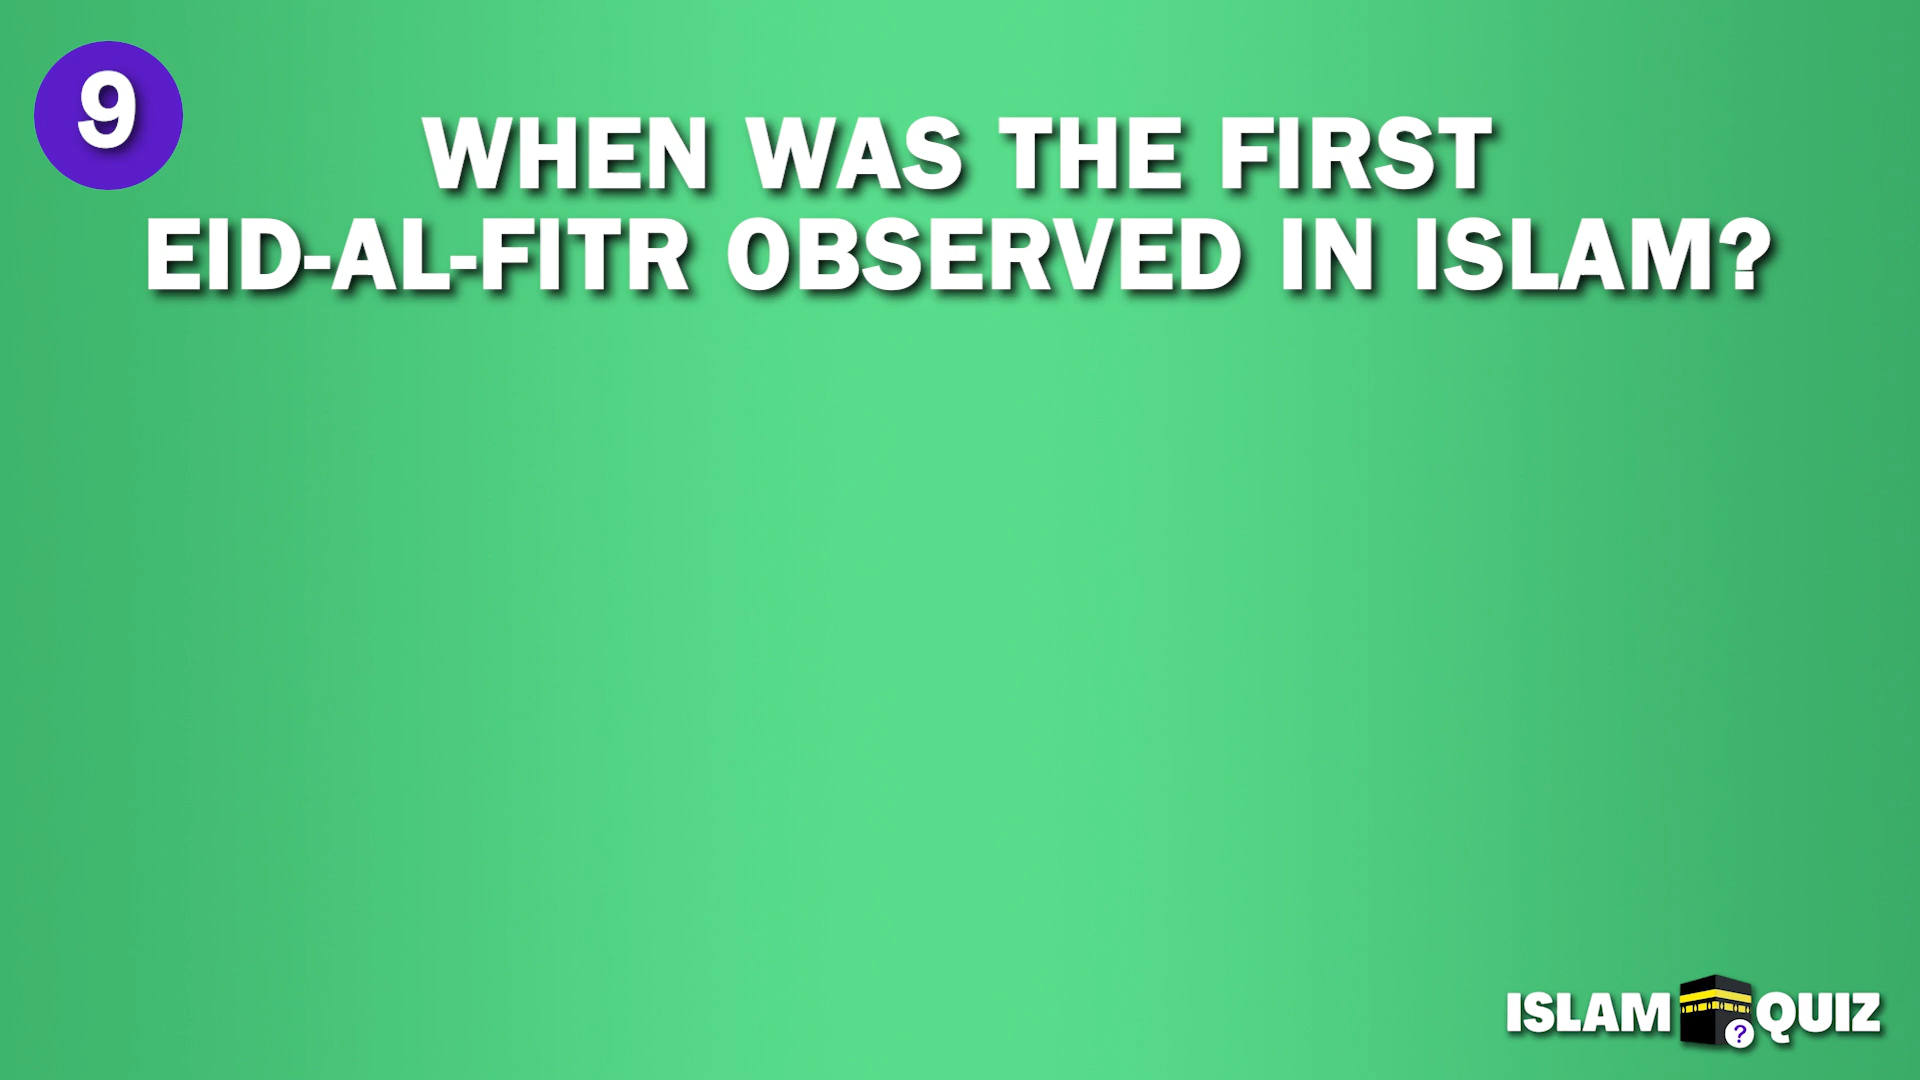 9
WHEN WAS THE FIRST
EID-AL-FITR OBSERVED IN ISLAM?
ISLAM ? QUIZ